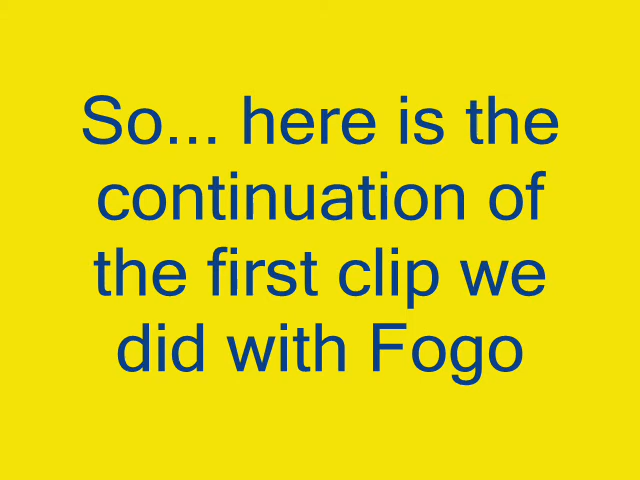 So... here is the
continuation of
the first clip we
did with Fogo